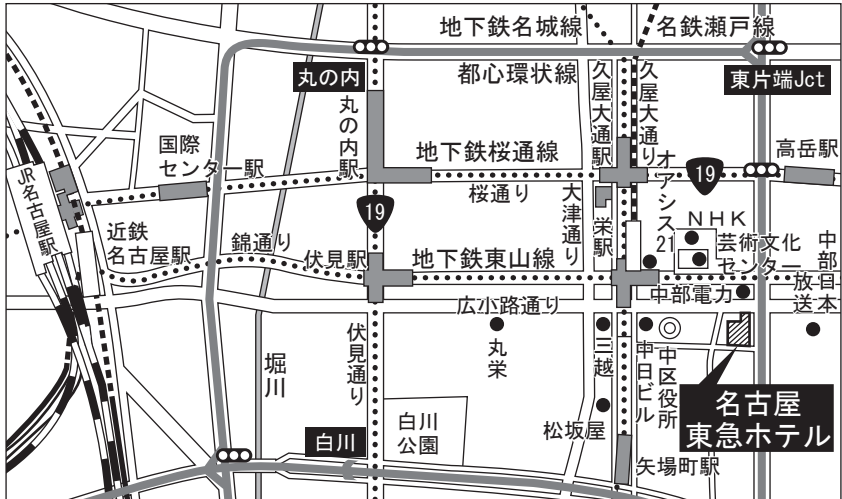 地下鉄名城線
名鉄瀬戸線
丸の内
都心環状線
東片端Jct
丸の内駅
久屋大通駅
久屋大通り
国際
センター駅
地下鉄桜通線
19
高岳駅
桜通り
オアシス21
大津通り
栄駅
JR名古屋駅
近鉄
名古屋駅
錦通り
伏見駅
19
地下鉄東山線
NHK
芸術文化
センター
中部日本
放送
中部電力
広小路通り
伏見通り
丸栄
三越
中日ビル
中区役所
堀川
名古屋
東急ホテル
白川
白川
公園
松坂屋
矢場町駅